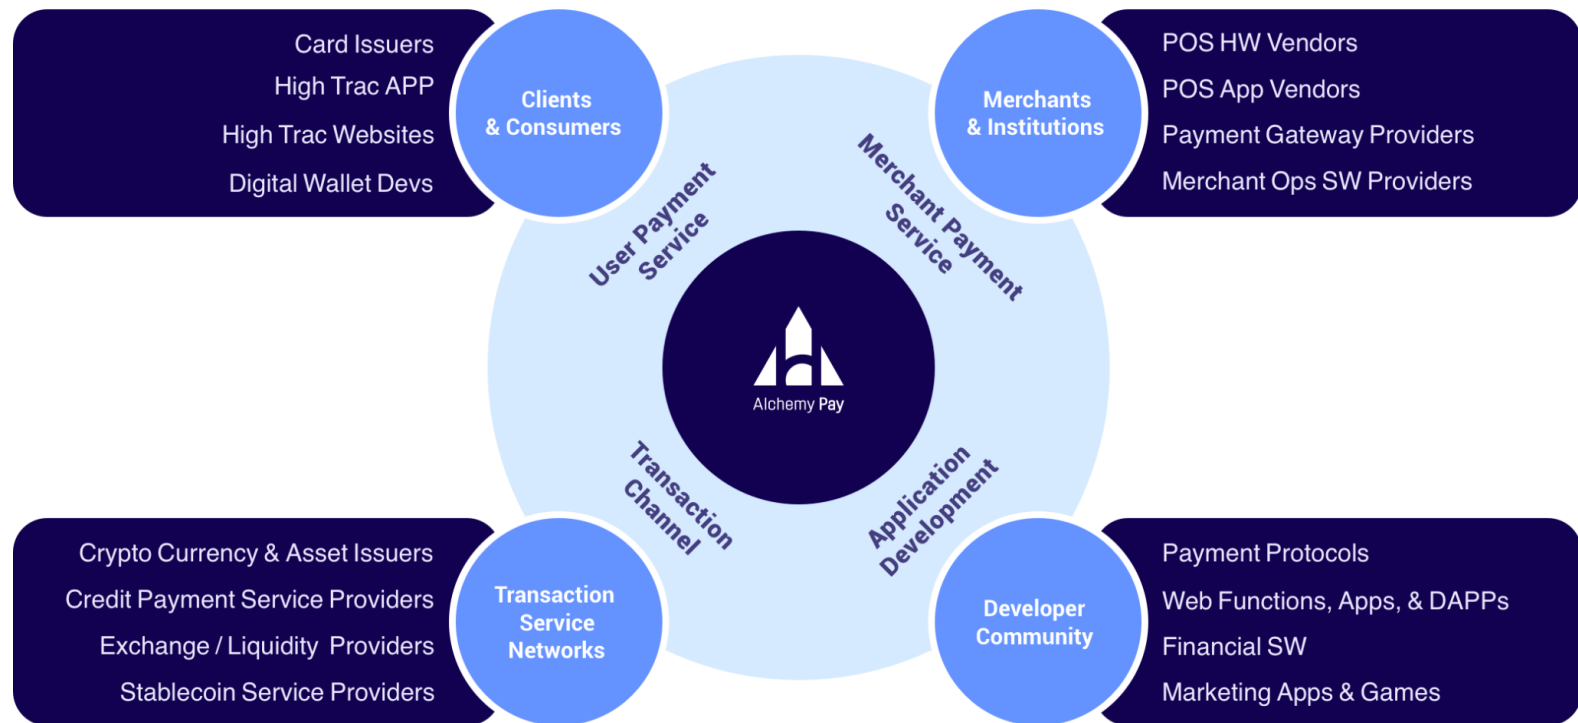 Card Issuers
High Trac APP
High Trac Websites
Digital Wallet Devs
Clients
& Consumers
User Payment
Service
Merchants
& Institutions
POS HW Vendors
POS App Vendors
Payment Gateway Providers
Merchant Ops SW Providers
Merchant Payment
Service
Alchemy Pay
Transaction
Channel
Crypto Currency & Asset Issuers
Credit Payment Service Providers
Exchange / Liquidity Providers
Stablecoin Service Providers
Transaction
Service
Networks
Application
Development
Developer
Community
Payment Protocols
Web Functions, Apps, & DAPPs
Financial SW
Marketing Apps & Games